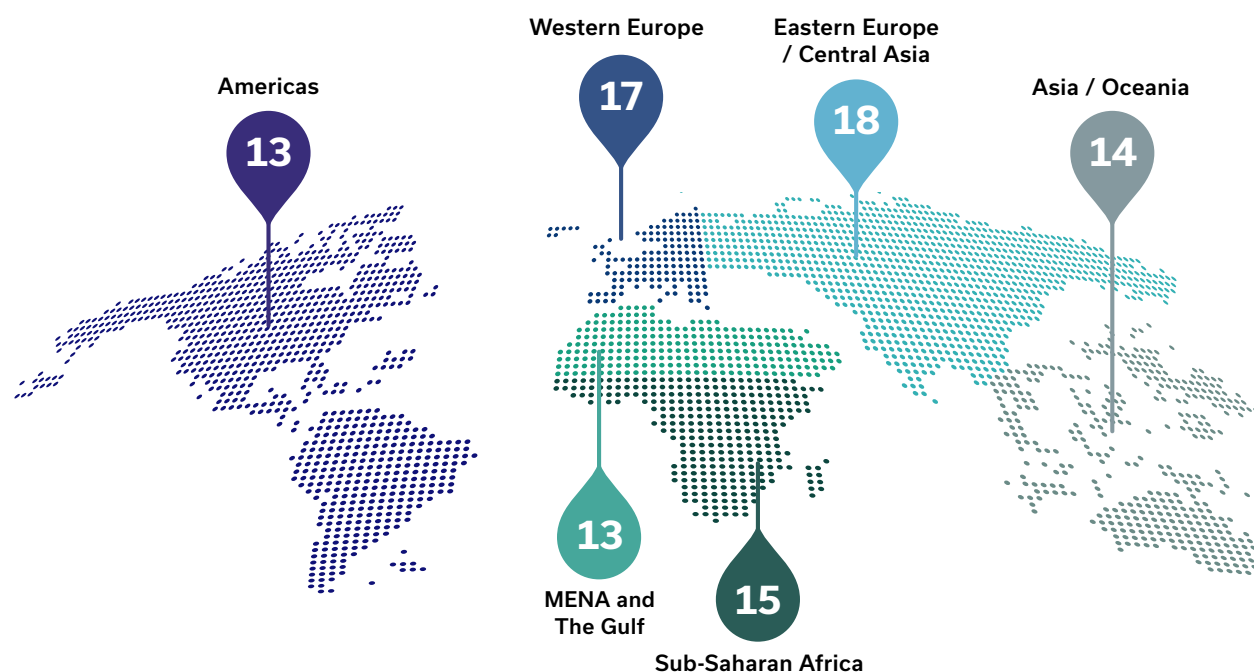 Western Europe
17
Eastern Europe
/ Central Asia
18
Americas
13
Asia / Oceania
14
13
MENA and
The Gulf
15
Sub-Saharan Africa